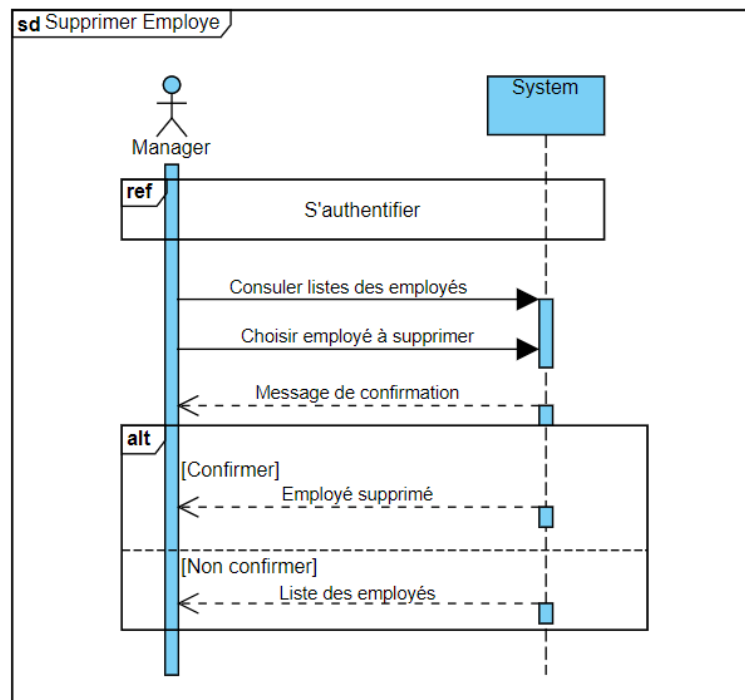 sd Supprimer Employe
System
Manager
ref
S'authentifier
Consuler listes des employés
Choisir employé à supprimer
Message de confirmation
alt
[Confirmer]
Employé supprimé
[Non confirmer]
Liste des employés